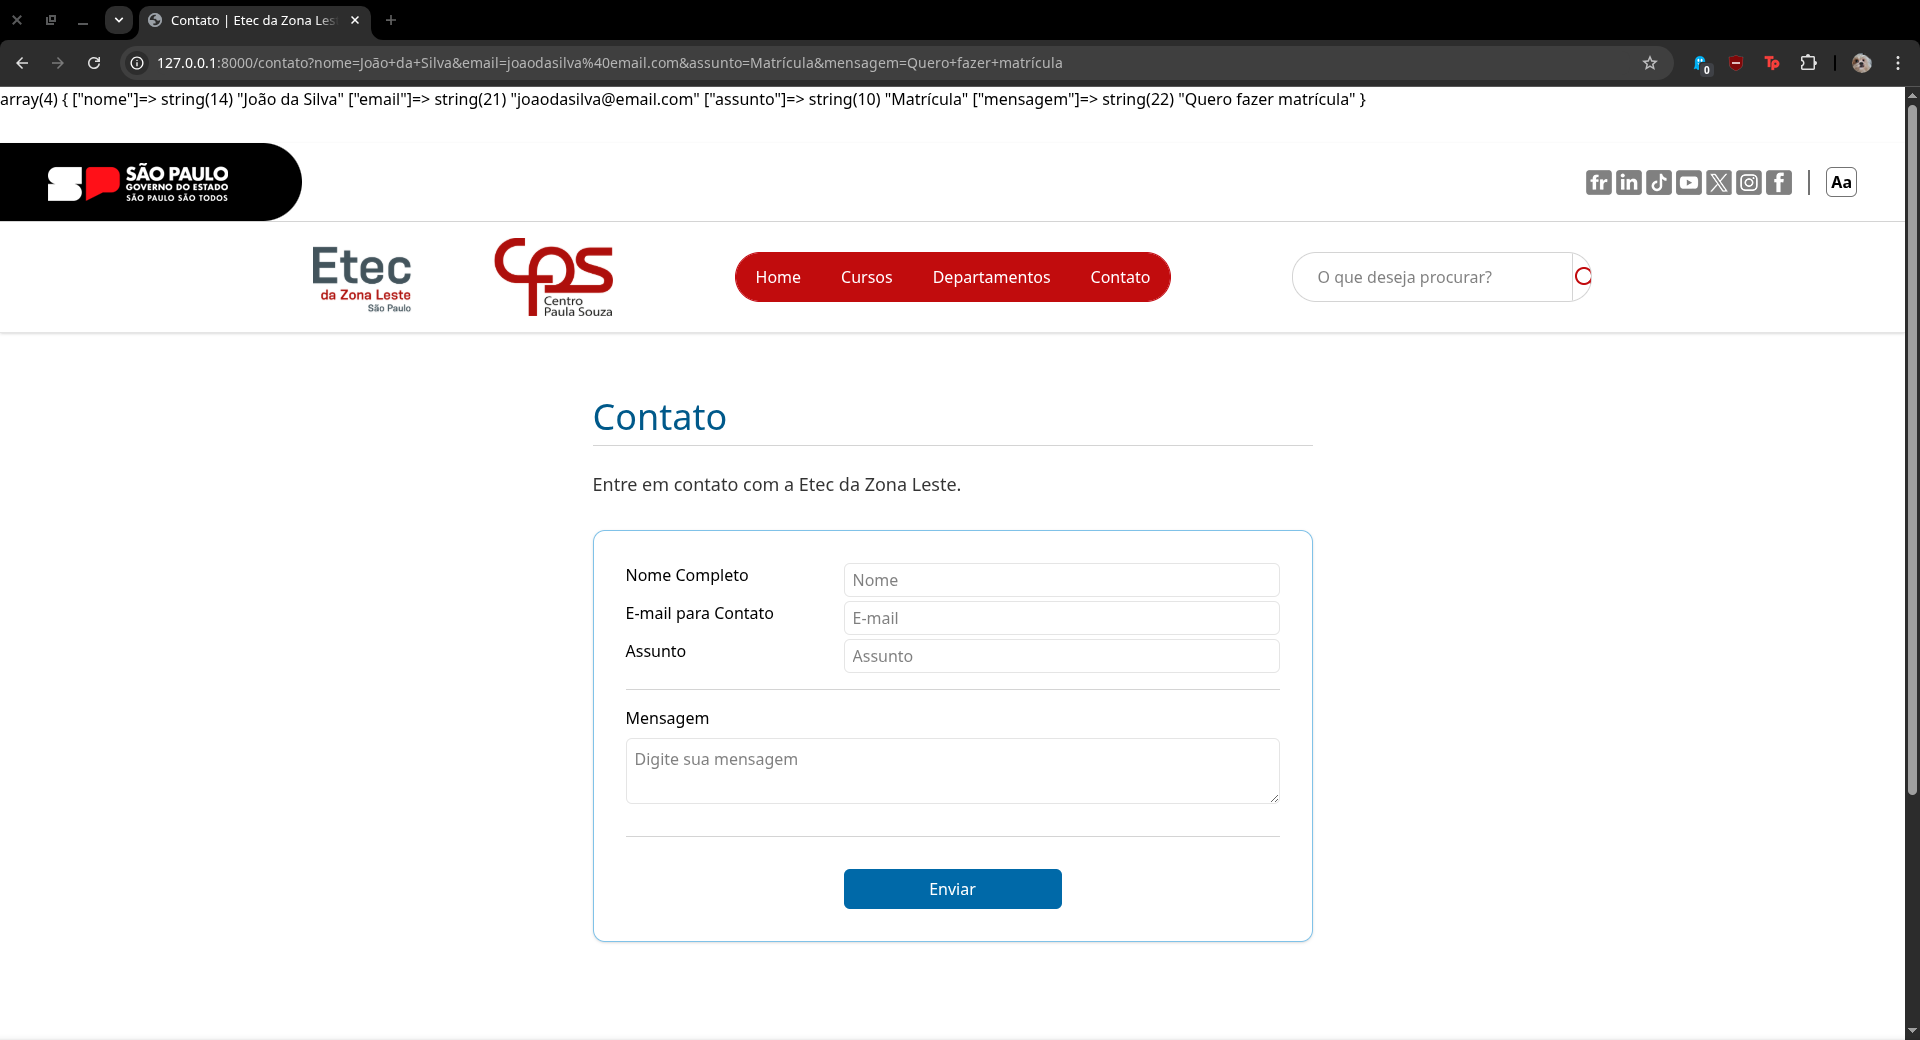 Contato | Etec da Zona Les
127.0.0.1:8000/contato?nome=João+da+Silva&email=joaodasilva%40email.com&assunto=Matrícula&mensagem=Quero+fazer+matrícula
0
Tp
array(4) { ["nome"]=> string(14) "João da Silva" ["email"]=> string(21) "joaodasilva@email.com" ["assunto"]=> string(10) "Matrícula" ["mensagem"]=> string(22) "Quero fazer matrícula" }
SÃO PAULO
GOVERNO DO ESTADO
SÃO PAULO SÃO TODOS
fr in X f | Aa
Etec
da Zona Leste
São Paulo
CPS
Centro
Paula Souza
Home Cursos Departamentos Contato
O que deseja procurar?
Contato
Entre em contato com a Etec da Zona Leste.
Nome Completo Nome
E-mail para Contato E-mail
Assunto Assunto
Mensagem
Digite sua mensagem
Enviar